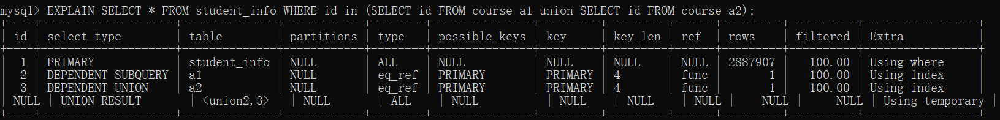 mysql> EXPLAIN SELECT * FROM student_info WHERE id in (SELECT id FROM course a1 union SELECT id FROM course a2);
| id | select_type | table | partitions | type | possible_keys | key | key_len | ref | rows | filtered | Extra |
| 1 | PRIMARY | student_info | NULL | ALL | NULL | NULL | NULL | NULL | 2887907 | 100.00 | Using where |
| 2 | DEPENDENT SUBQUERY | a1 | NULL | eq_ref | PRIMARY | PRIMARY | 4 | func | 1 | 100.00 | Using index |
| 3 | DEPENDENT UNION | a2 | NULL | eq_ref | PRIMARY | PRIMARY | 4 | func | 1 | 100.00 | Using index |
| NULL | UNION RESULT | <union2,3> | NULL | ALL | NULL | NULL | NULL | NULL | NULL | NULL | Using temporary |